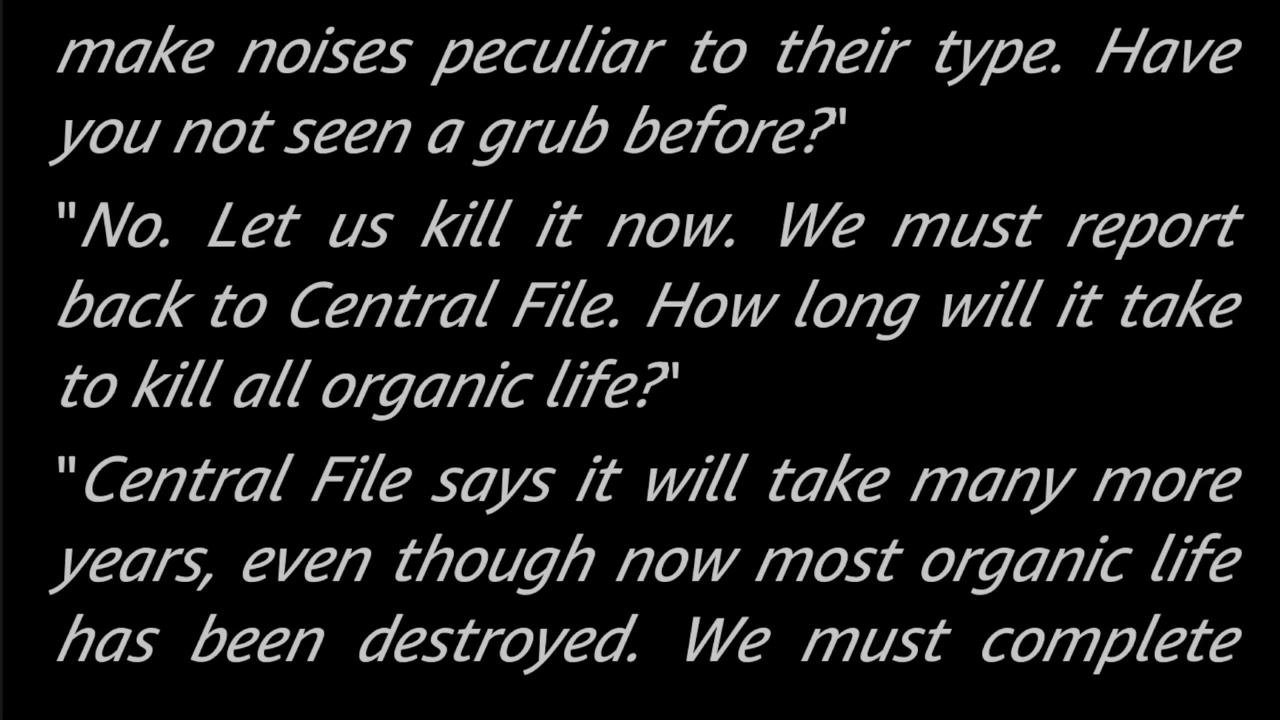 make noises peculiar to their type. Have
you not seen a grub before?"
"No. Let us kill it now. We must report
back to Central File. How long will it take
to kill all organic life?"
"Central File says it will take many more
years, even though now most organic life
has been destroyed. We must complete